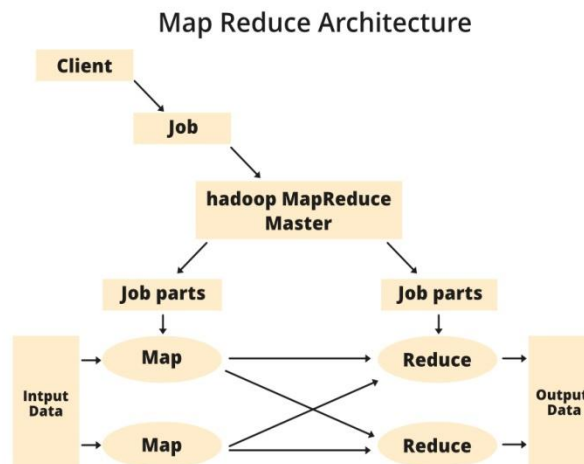 Map Reduce Architecture
Client
Job
hadoop MapReduce
Master
Job parts
Job parts
Map
Reduce
Intput
Data
Output
Data
Map
Reduce